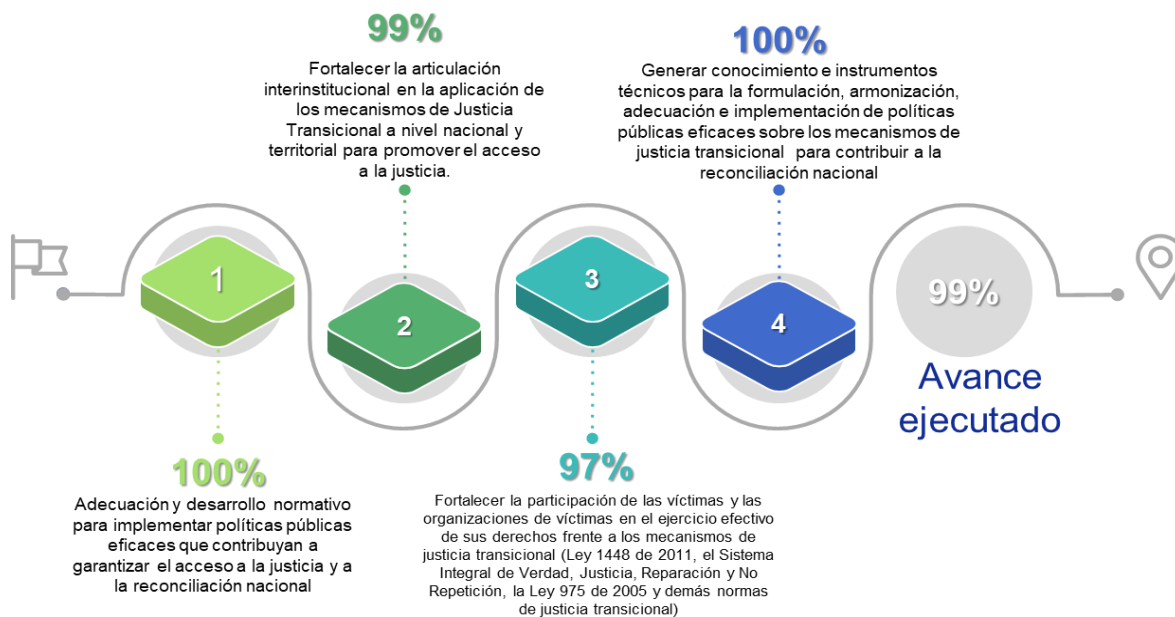 99%
Fortalecer la articulación
interinstitucional en la aplicación de
los mecanismos de Justicia
Transicional a nivel nacional y
territorial para promover el acceso
a la justicia.
100%
Generar conocimiento e instrumentos
técnicos para la formulación, armonización,
adecuación e implementación de políticas
públicas eficaces sobre los mecanismos de
justicia transicional para contribuir a la
reconciliación nacional
1
2
3
4
99%
Avance
ejecutado
100%
Adecuación y desarrollo normativo
para implementar políticas públicas
eficaces que contribuyan a
garantizar el acceso a la justicia y a
la reconciliación nacional
97%
Fortalecer la participación de las víctimas y las
organizaciones de víctimas en el ejercicio efectivo
de sus derechos frente a los mecanismos de
justicia transicional (Ley 1448 de 2011, el Sistema
Integral de Verdad, Justicia, Reparación y No
Repetición, la Ley 975 de 2005 y demás normas
de justicia transicional)